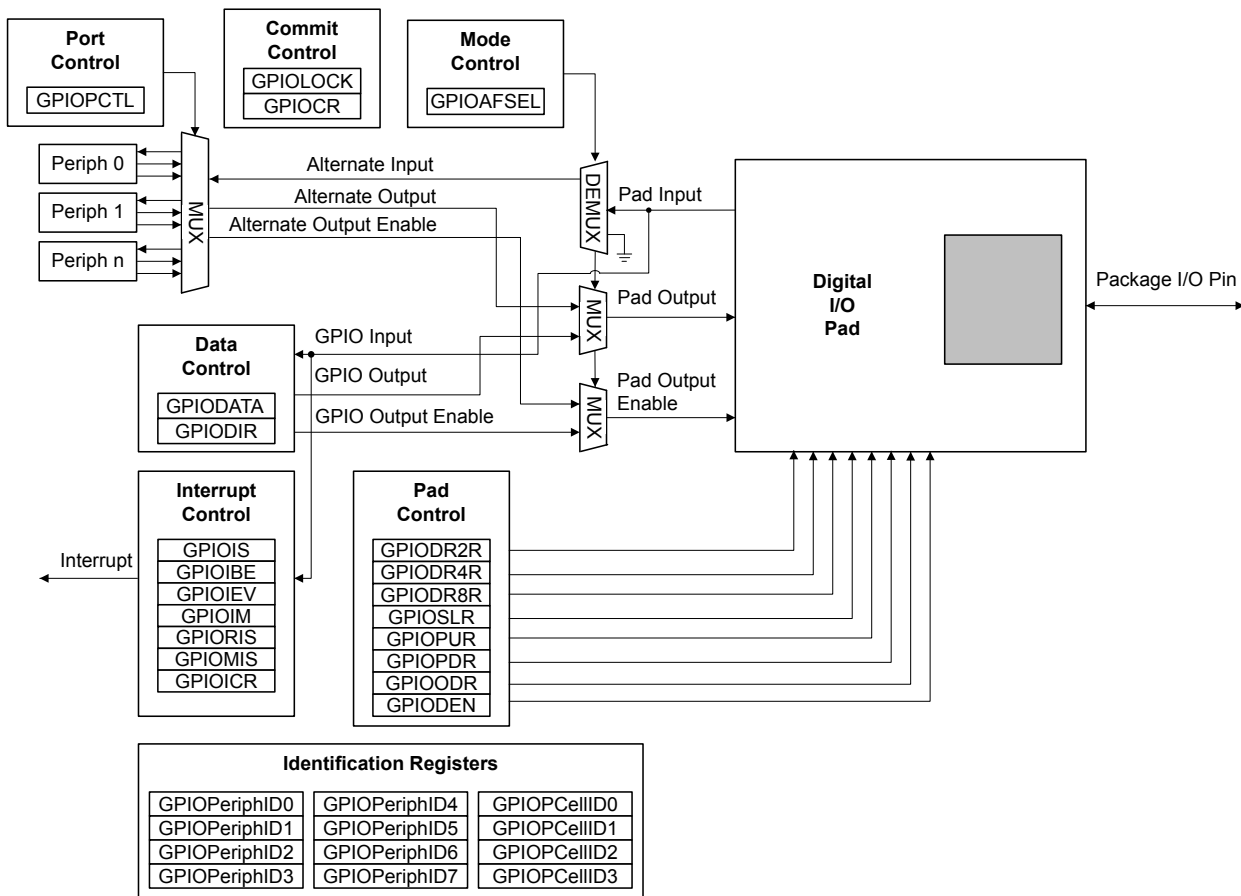 Port
Control
GPIOPCTL
Commit
Control
GPIOLOCK
GPIOCR
Mode
Control
GPIOAFSEL
Periph 0
Periph 1
Periph n
MUX
Alternate Input
Alternate Output
Alternate Output Enable
DEMUX
Pad Input
MUX
Pad Output
MUX
Pad Output
Enable
Digital
I/O
Pad
Package I/O Pin
Data
Control
GPIODATA
GPIODIR
GPIO Input
GPIO Output
GPIO Output Enable
Interrupt
Interrupt
Control
GPIOIS
GPIOIBE
GPIOIEV
GPIOIM
GPIORIS
GPIOMIS
GPIOICR
Pad
Control
GPIODR2R
GPIODR4R
GPIODR8R
GPIOSLR
GPIOPUR
GPIOPDR
GPIOODR
GPIODEN
Identification Registers
GPIOPeriphID0
GPIOPeriphID1
GPIOPeriphID2
GPIOPeriphID3
GPIOPeriphID4
GPIOPeriphID5
GPIOPeriphID6
GPIOPeriphID7
GPIOPCellID0
GPIOPCellID1
GPIOPCellID2
GPIOPCellID3